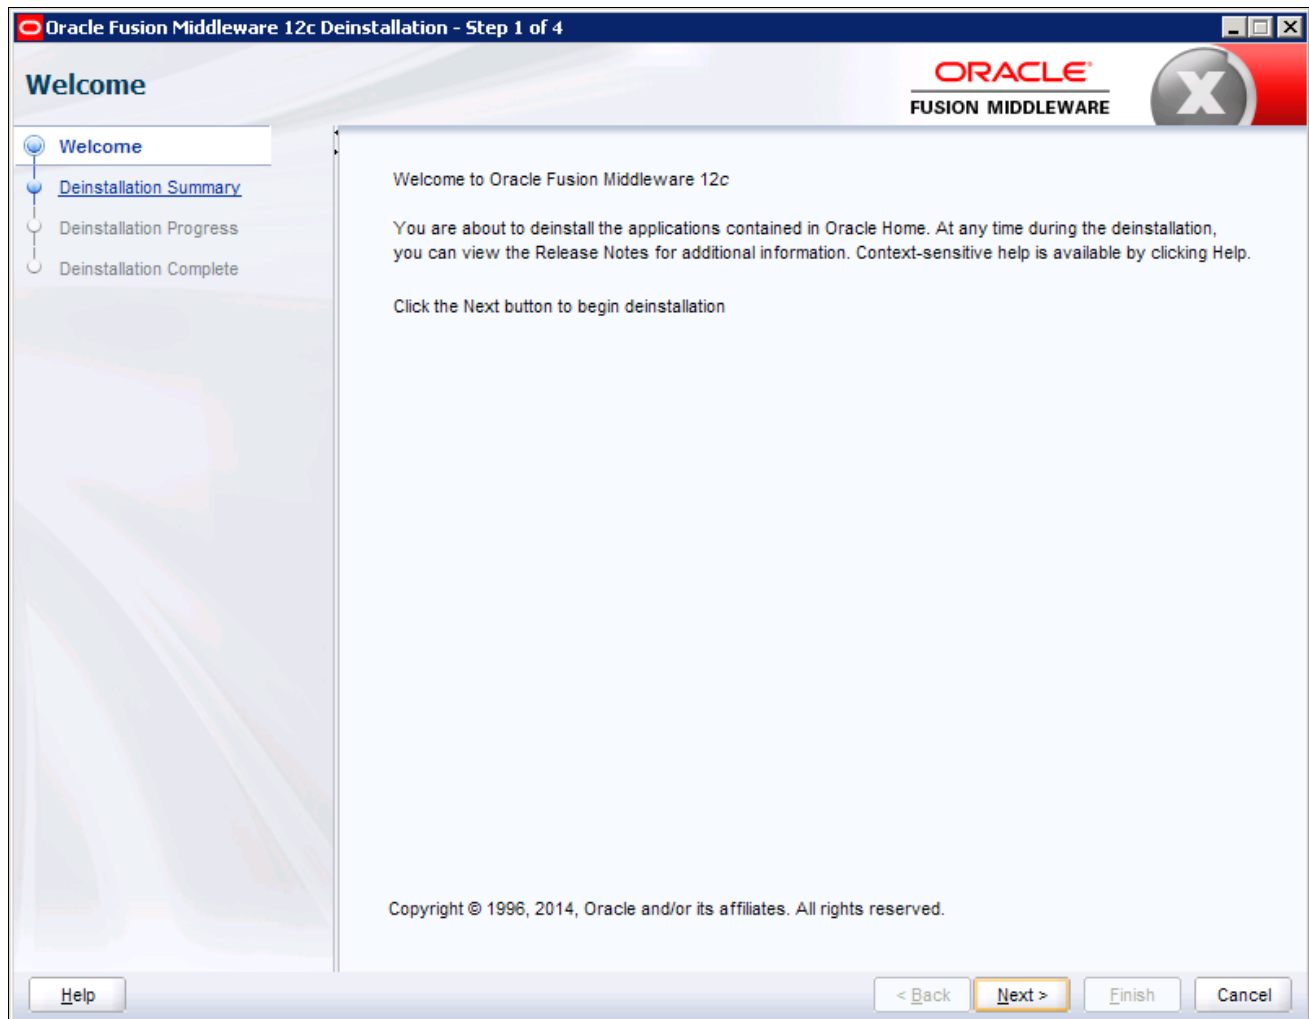 Oracle Fusion Middleware 12c Deinstallation - Step 1 of 4
Welcome
ORACLE
FUSION MIDDLEWARE
X
Welcome
Deinstallation Summary
Deinstallation Progress
Deinstallation Complete
Welcome to Oracle Fusion Middleware 12c
You are about to deinstall the applications contained in Oracle Home. At any time during the deinstallation,
you can view the Release Notes for additional information. Context-sensitive help is available by clicking Help.
Click the Next button to begin deinstallation
Copyright © 1996, 2014, Oracle and/or its affiliates. All rights reserved.
Help
< Back
Next >
Finish
Cancel